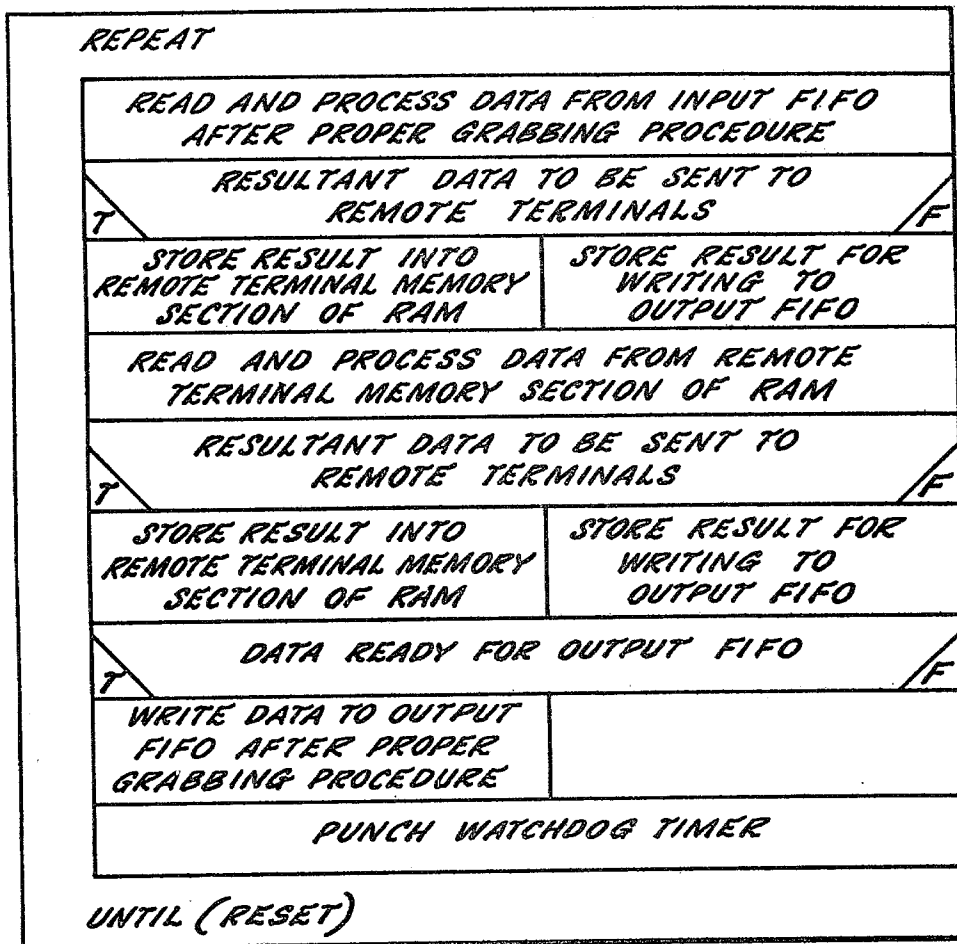 REPEAT
READ AND PROCESS DATA FROM INPUT FIFO
AFTER PROPER GRABBING PROCEDURE
RESULTANT DATA TO BE SENT TO
REMOTE TERMINALS
T
F
STORE RESULT INTO
REMOTE TERMINAL MEMORY
SECTION OF RAM
STORE RESULT FOR
WRITING TO
OUTPUT FIFO
READ AND PROCESS DATA FROM REMOTE
TERMINAL MEMORY SECTION OF RAM
RESULTANT DATA TO BE SENT TO
REMOTE TERMINALS
T
F
STORE RESULT INTO
REMOTE TERMINAL MEMORY
SECTION OF RAM
STORE RESULT FOR
WRITING TO
OUTPUT FIFO
DATA READY FOR OUTPUT FIFO
T
F
WRITE DATA TO OUTPUT
FIFO AFTER PROPER
GRABBING PROCEDURE
PUNCH WATCHDOG TIMER
UNTIL (RESET)